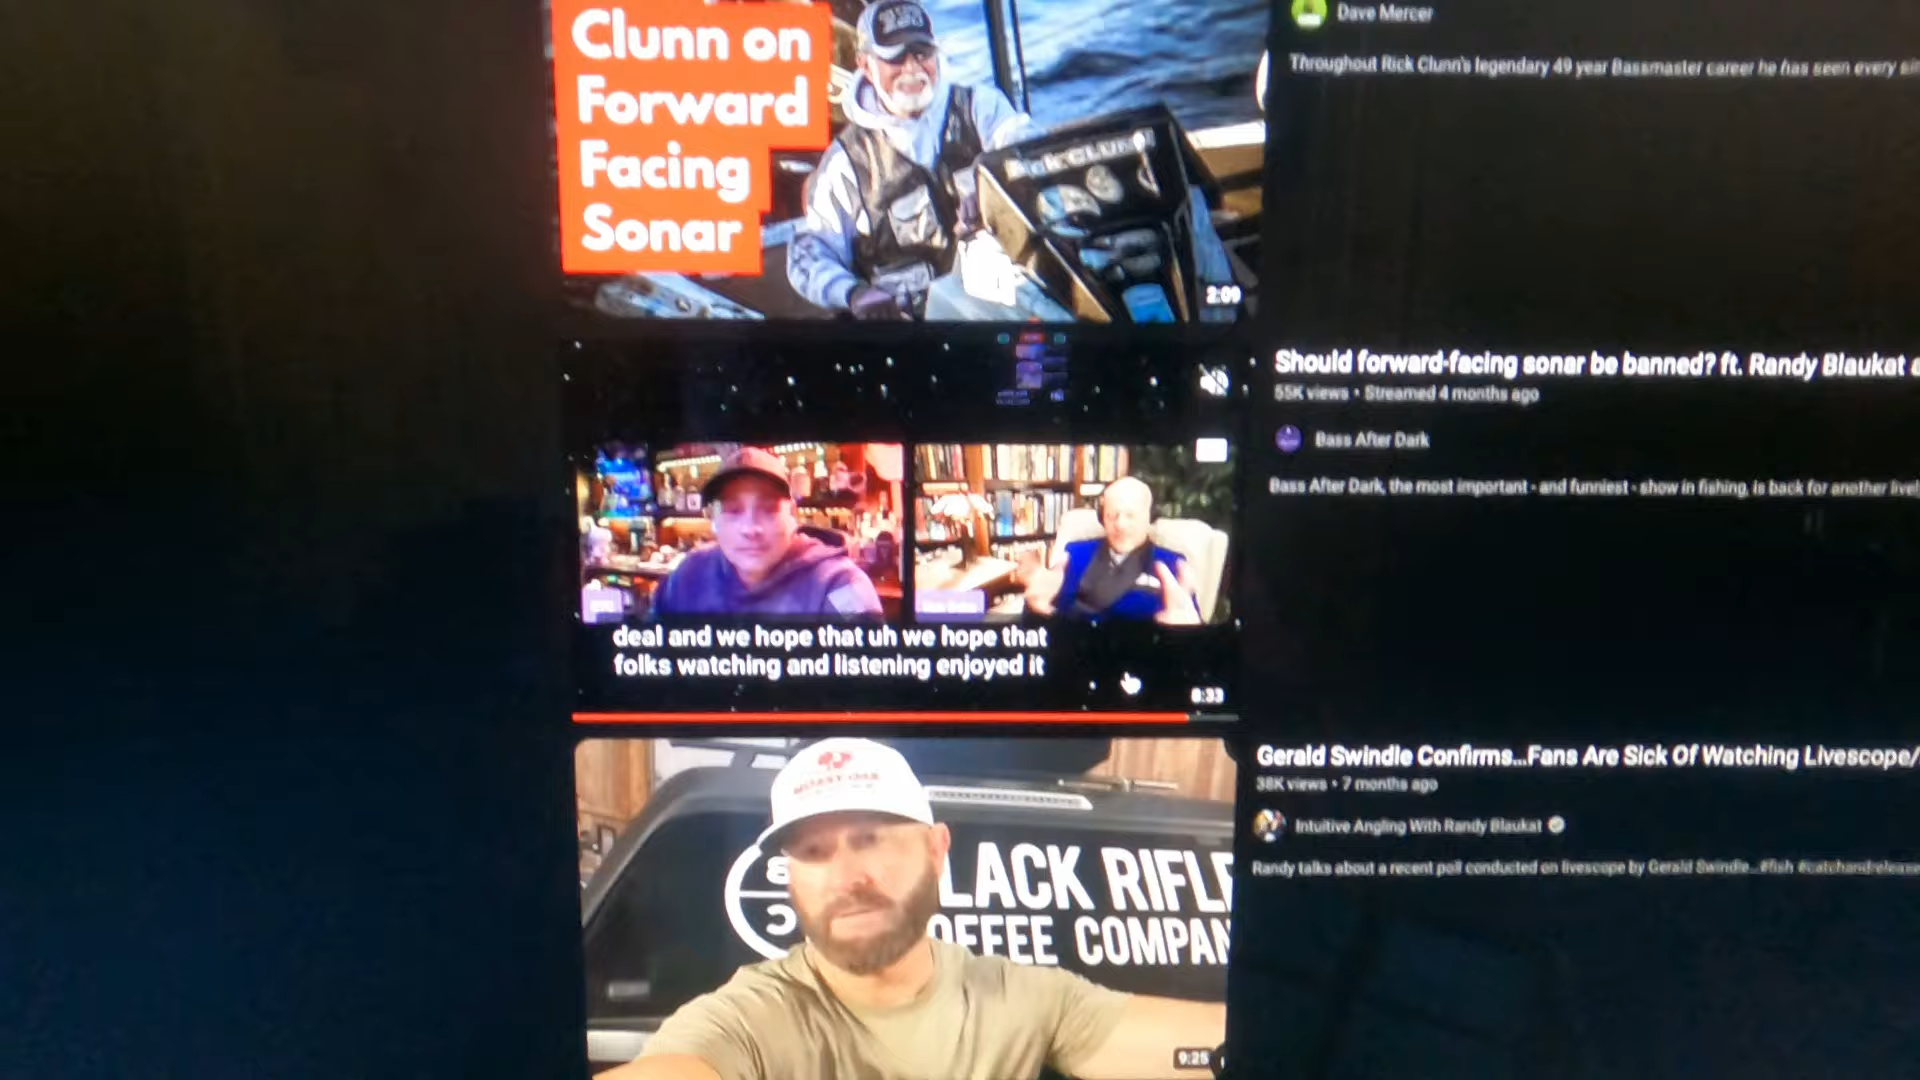 Clunn on
Forward
Facing
Sonar
2:09
Dave Mercer
Throughout Rick Clunn's legendary 49 year Bassmaster career he has seen every
Should forward-facing sonar be banned? ft. Randy Blaukat
55K views • Streamed 4 months ago
Bass After Dark
Bass After Dark, the most important - and funniest - show in fishing, is back for another
deal and we hope that uh we hope that
folks watching and listening enjoyed it
8:33
Gerald Swindle Confirms...Fans Are Sick Of Watching Livescope/
38K views • 7 months ago
Intuitive Angling With Randy Blaukat
Randy talks about a recent poll conducted on livescope by Gerald Swindle... #fish #catchandrelease
MOSSY OAK
LACK RIFLE
OFFEE COMPAN
9:25